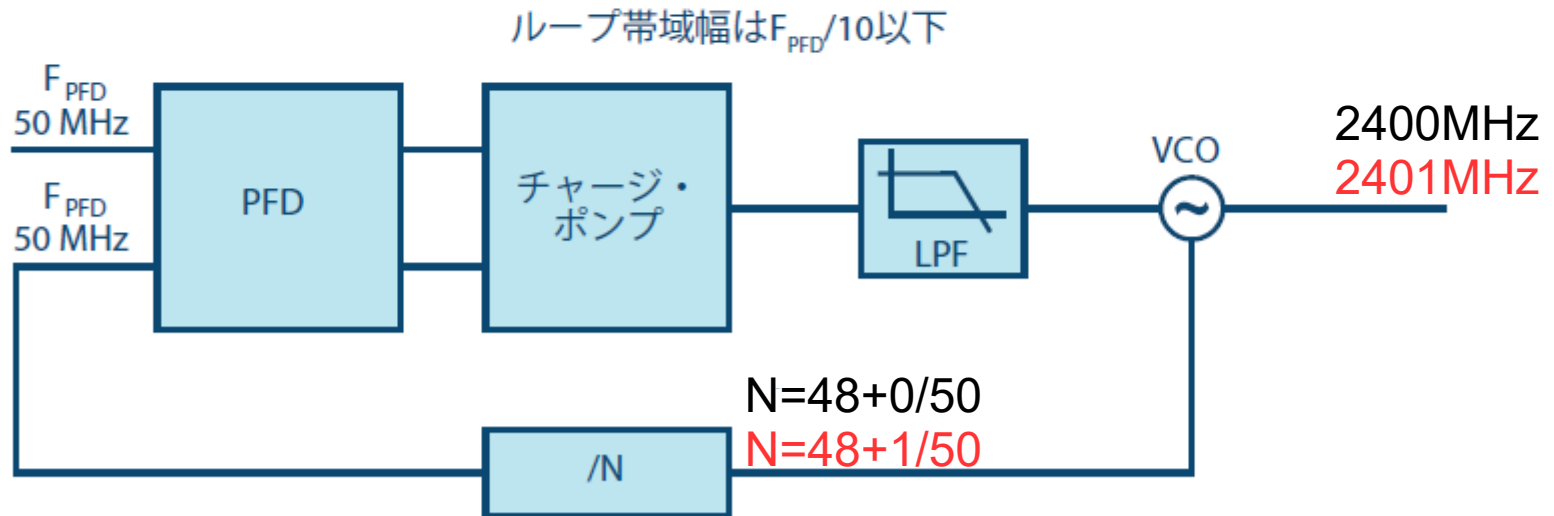 ループ帯域幅はFPFD/10以下
FPFD
50 MHz
FPFD
50 MHz
PFD
チャージ・
ポンプ
LPF
VCO
2400MHz
2401MHz
N=48+0/50
N=48+1/50
/N